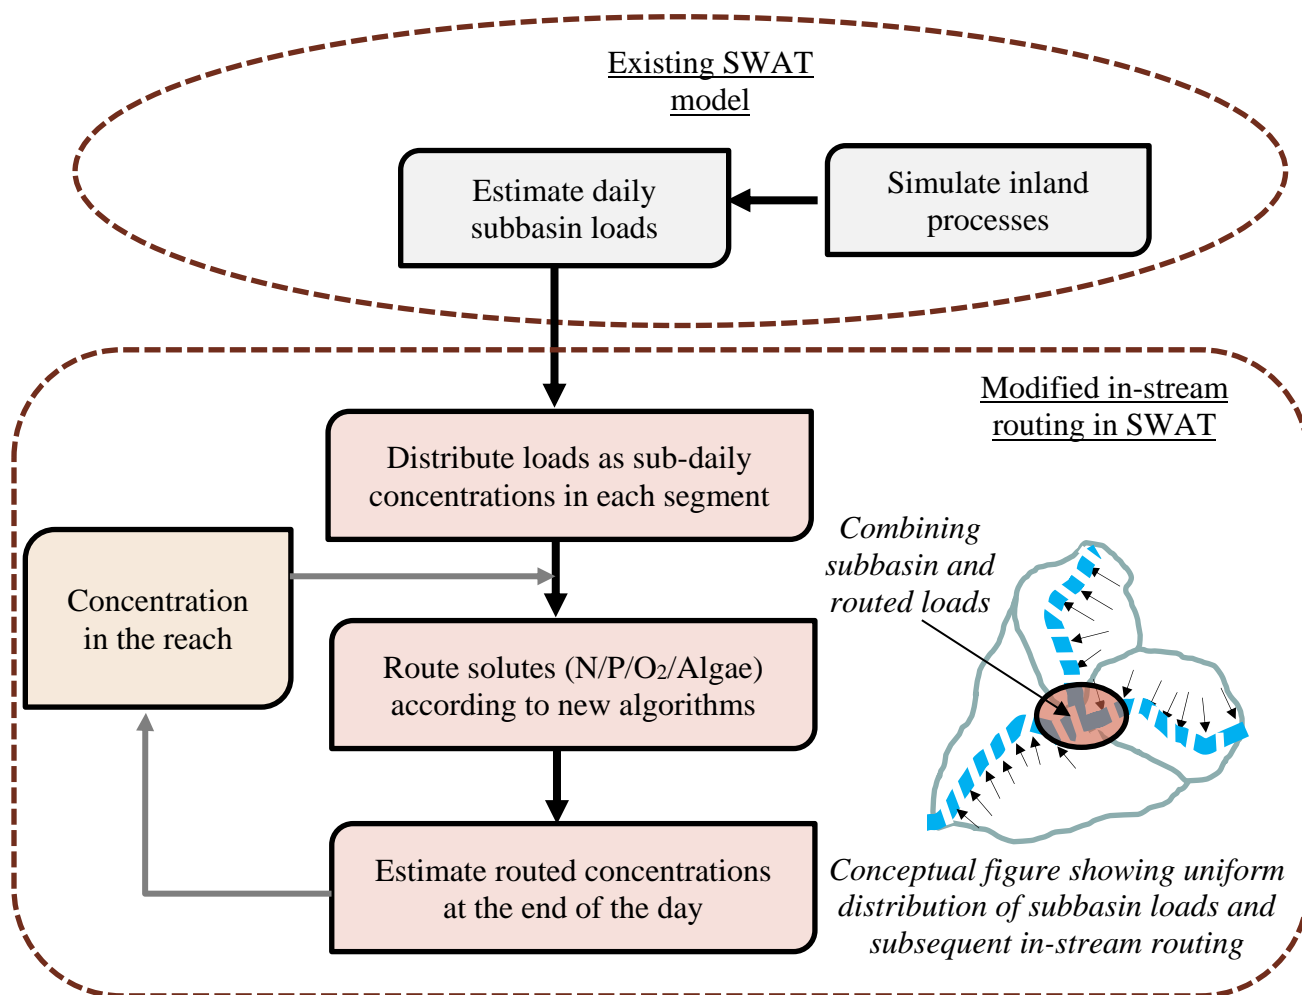 Existing SWAT
model
Estimate daily
subbasin loads
Simulate inland
processes
Modified in-stream
routing in SWAT
Distribute loads as sub-daily
concentrations in each segment
Concentration
in the reach
Route solutes (N/P/O₂/Algae)
according to new algorithms
Estimate routed concentrations
at the end of the day
Combining
subbasin and
routed loads
Conceptual figure showing uniform
distribution of subbasin loads and
subsequent in-stream routing